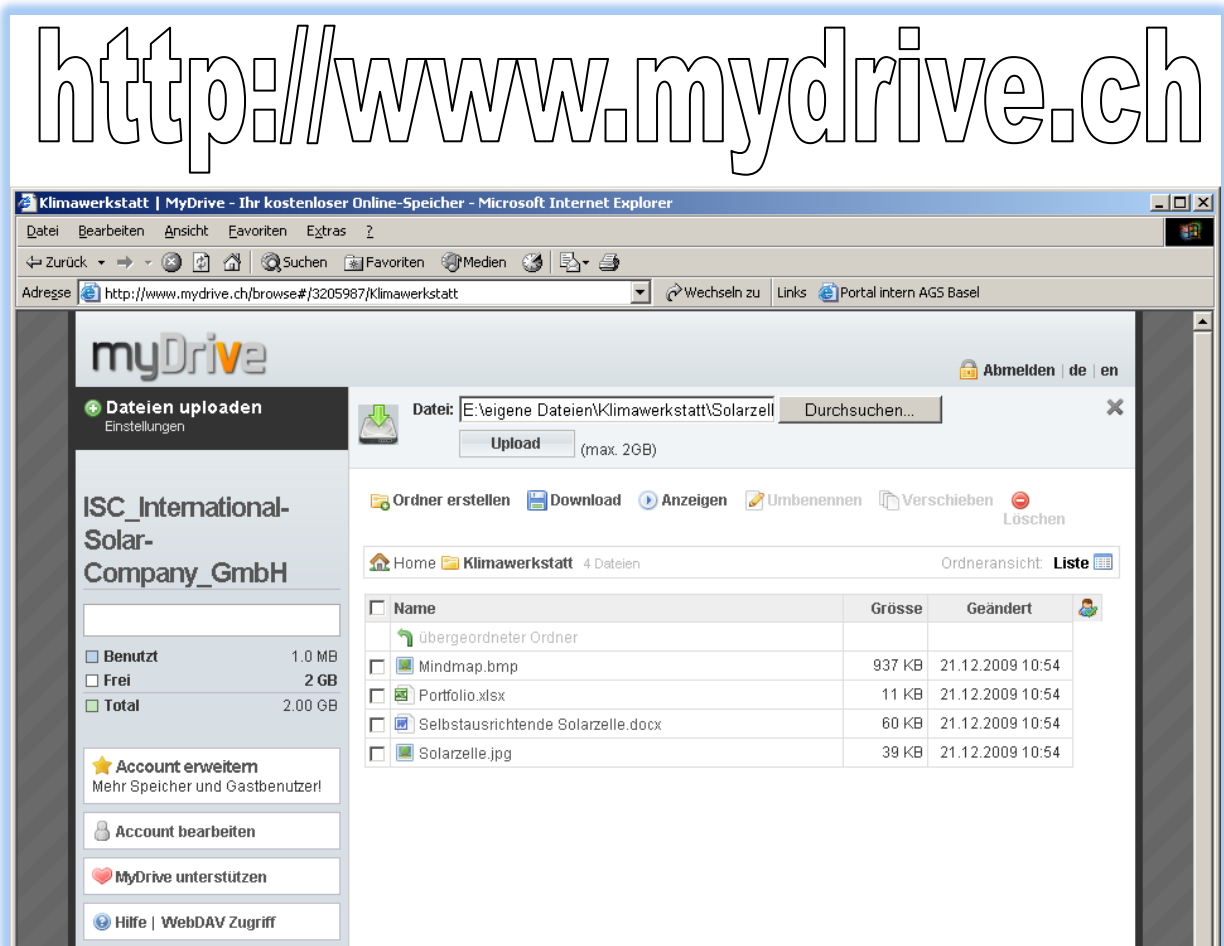 http://www.mydrive.ch
Klimawerkstatt | MyDrive - Ihr kostenloser Online-Speicher - Microsoft Internet Explorer
Datei Bearbeiten Ansicht Favoriten Extras ?
Zurück Suchen Favoriten Medien
Adresse http://www.mydrive.ch/browse#/3205987/Klimawerkstatt Wechseln zu Links Portal intern AGS Basel
myDrive
Abmelden | de | en
Dateien uploaden
Einstellungen
Datei: E:\eigene Dateien\Klimawerkstatt\Solarzell Durchsuchen...
Upload (max. 2GB)
ISC_International-
Solar-
Company_GmbH
Ordner erstellen Download Anzeigen Umbenennen Verschieben
Löschen
Home Klimawerkstatt 4 Dateien Ordneransicht: Liste
Name Grösse Geändert
übergeordneter Ordner
Mindmap.bmp 937 KB 21.12.2009 10:54
Portfolio.xlsx 11 KB 21.12.2009 10:54
Selbstausrichtende Solarzelle.docx 60 KB 21.12.2009 10:54
Solarzelle.jpg 39 KB 21.12.2009 10:54
Benutzt 1.0 MB
Frei 2 GB
Total 2.00 GB
Account erweitern
Mehr Speicher und Gastbenutzer!
Account bearbeiten
MyDrive unterstützen
Hilfe | WebDAV Zugriff